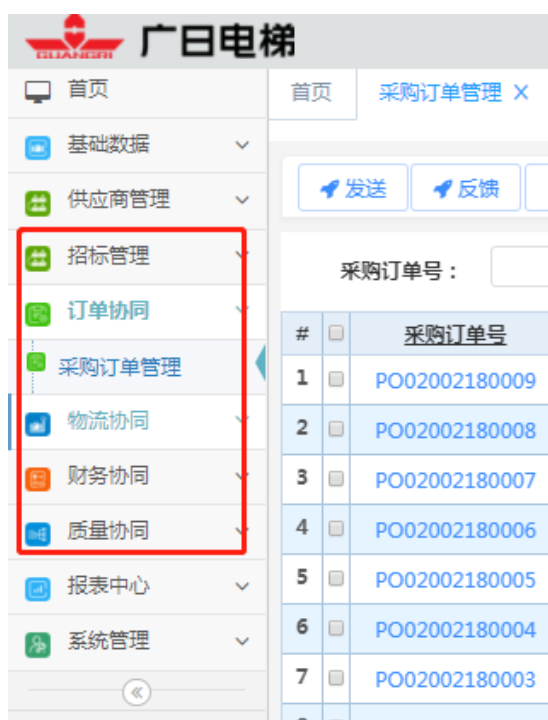 GUANGRI 广日电梯
首页
基础数据
供应商管理
招标管理
订单协同
采购订单管理
物流协同
财务协同
质量协同
报表中心
系统管理
首页 采购订单管理 X
发送 反馈
采购订单号：
# 采购订单号
1 PO02002180009
2 PO02002180008
3 PO02002180007
4 PO02002180006
5 PO02002180005
6 PO02002180004
7 PO02002180003